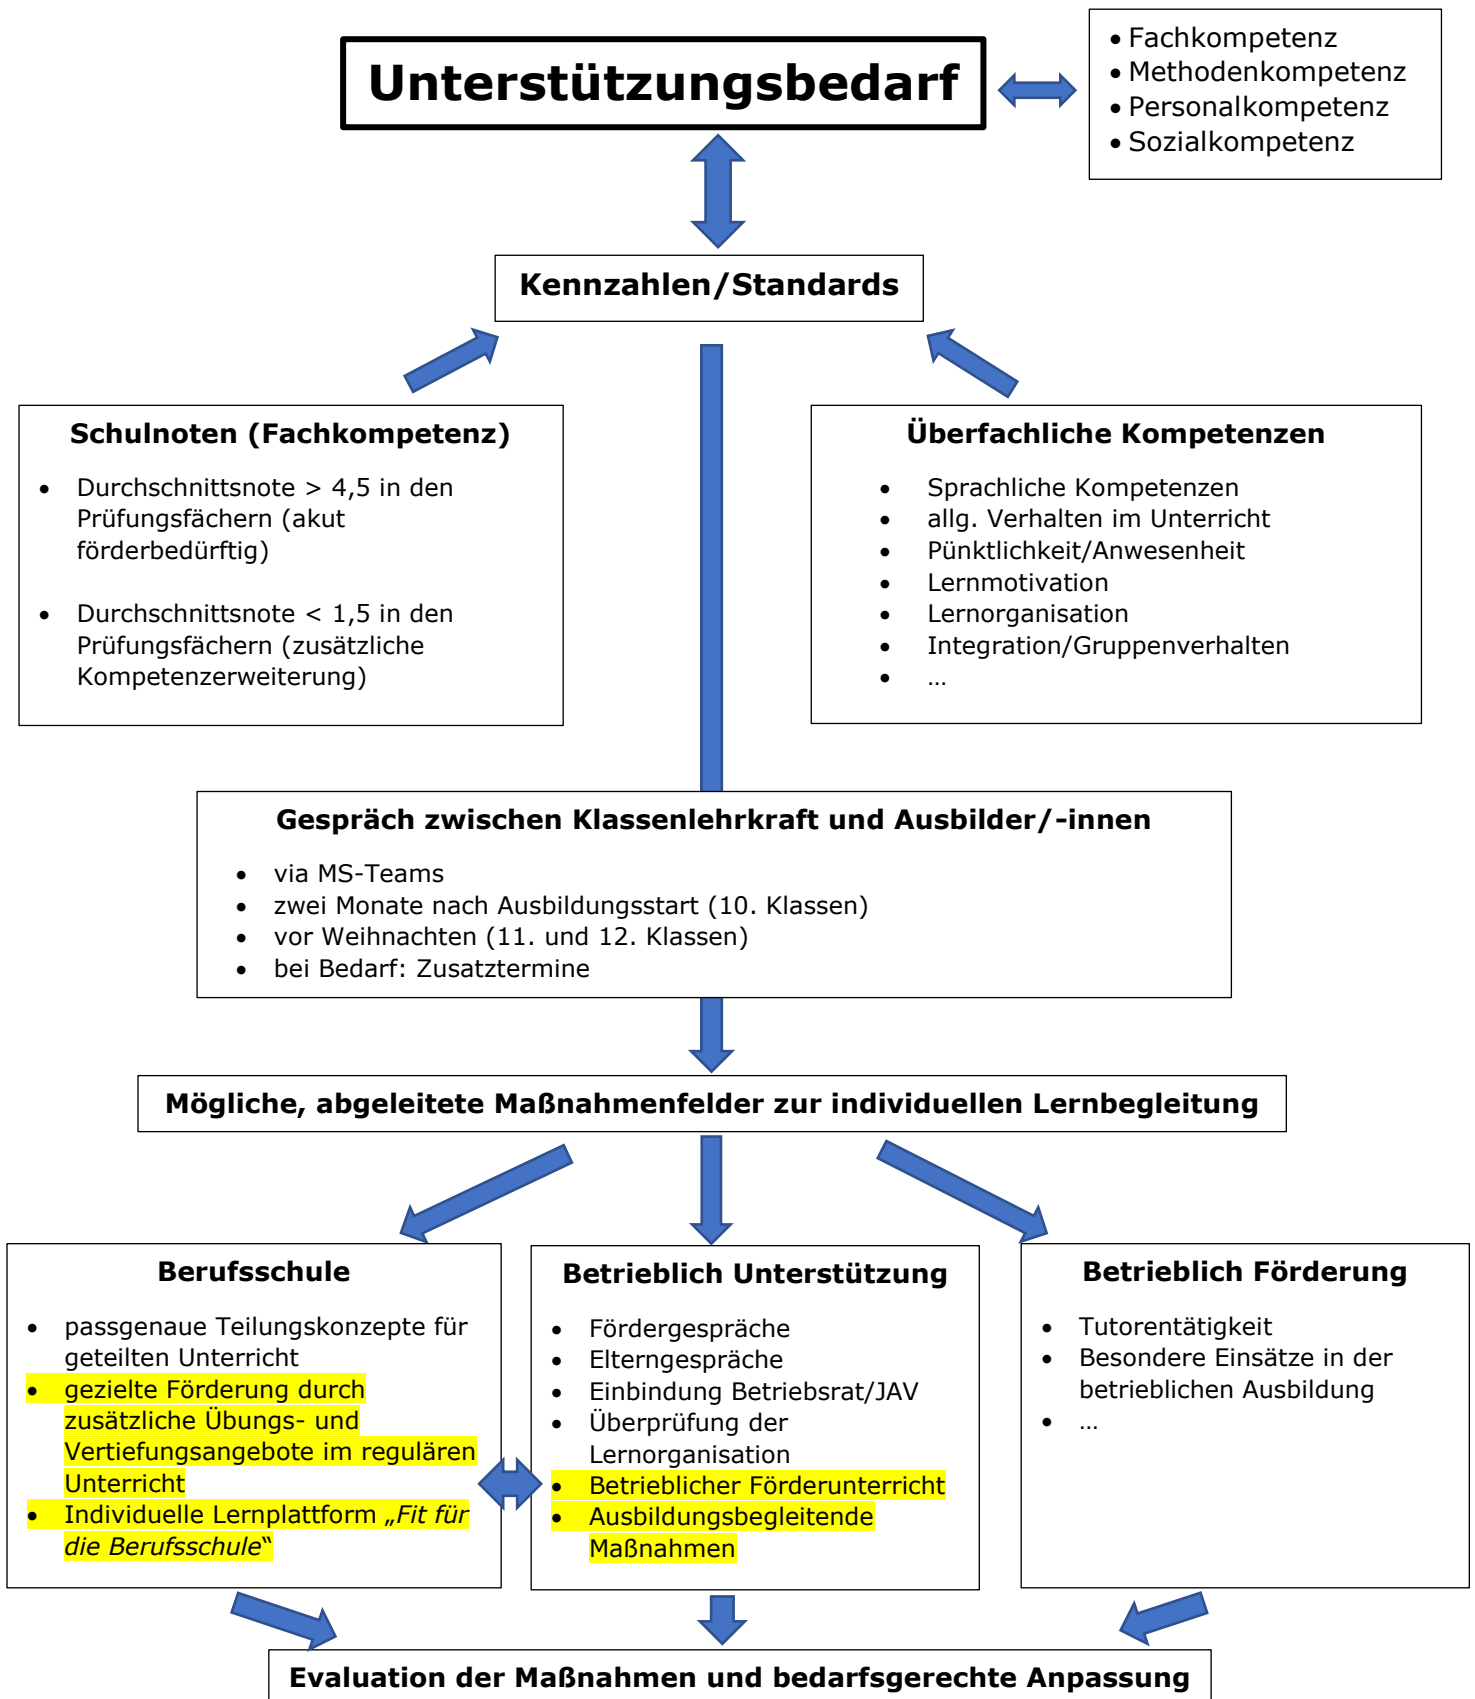 Unterstützungsbedarf
• Fachkompetenz
• Methodenkompetenz
• Personalkompetenz
• Sozialkompetenz
Kennzahlen/Standards
Schulnoten (Fachkompetenz)
• Durchschnittsnote > 4,5 in den
Prüfungsfächern (akut
förderbedürftig)
• Durchschnittsnote < 1,5 in den
Prüfungsfächern (zusätzliche
Kompetenzerweiterung)
Überfachliche Kompetenzen
• Sprachliche Kompetenzen
• allg. Verhalten im Unterricht
• Pünktlichkeit/Anwesenheit
• Lernmotivation
• Lernorganisation
• Integration/Gruppenverhalten
• …
Gespräch zwischen Klassenlehrkraft und Ausbilder/-innen
• via MS-Teams
• zwei Monate nach Ausbildungsstart (10. Klassen)
• vor Weihnachten (11. und 12. Klassen)
• bei Bedarf: Zusatztermine
Mögliche, abgeleitete Maßnahmenfelder zur individuellen Lernbegleitung
Berufsschule
• passgenaue Teilungskonzepte für
geteilten Unterricht
• gezielte Förderung durch
zusätzliche Übungs- und
Vertiefungsangebote im regulären
Unterricht
• Individuelle Lernplattform „Fit für
die Berufsschule“
Betrieblich Unterstützung
• Fördergespräche
• Elterngespräche
• Einbindung Betriebsrat/JAV
• Überprüfung der
Lernorganisation
• Betrieblicher Förderunterricht
• Ausbildungsbegleitende
Maßnahmen
Betrieblich Förderung
• Tutorentätigkeit
• Besondere Einsätze in der
betrieblichen Ausbildung
• …
Evaluation der Maßnahmen und bedarfsgerechte Anpassung